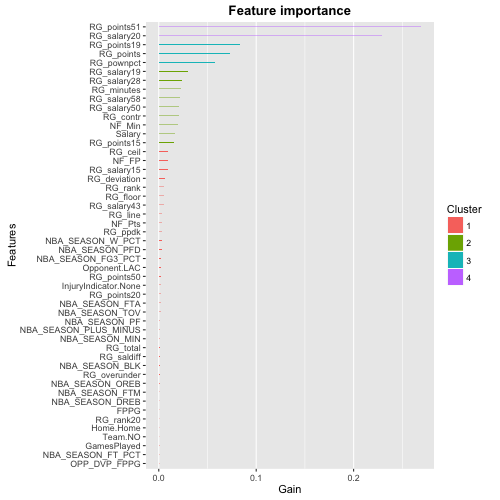 Feature importance
RG_points51
RG_salary20
RG_points19
RG_points
RG_pownpct
RG_salary19
RG_salary28
RG_minutes
RG_salary58
RG_salary50
RG_contr
NF_Min
Salary
RG_points15
RG_ceil
NF_FP
RG_salary15
RG_deviation
RG_rank
RG_floor
RG_salary43
RG_line
NF_Pts
RG_ppdk
NBA_SEASON_W_PCT
NBA_SEASON_PFD
NBA_SEASON_FG3_PCT
Opponent.LAC
RG_points50
InjuryIndicator.None
RG_points20
NBA_SEASON_FTA
NBA_SEASON_TOV
NBA_SEASON_PF
NBA_SEASON_PLUS_MINUS
NBA_SEASON_MIN
RG_total
RG_saldiff
NBA_SEASON_BLK
RG_overunder
NBA_SEASON_OREB
NBA_SEASON_FTM
NBA_SEASON_DREB
FPPG
RG_rank20
Home.Home
Team.NO
GamesPlayed
NBA_SEASON_FT_PCT
OPP_DVP_FPPG
Features
0.0 0.1 0.2
Gain
Cluster
1
2
3
4